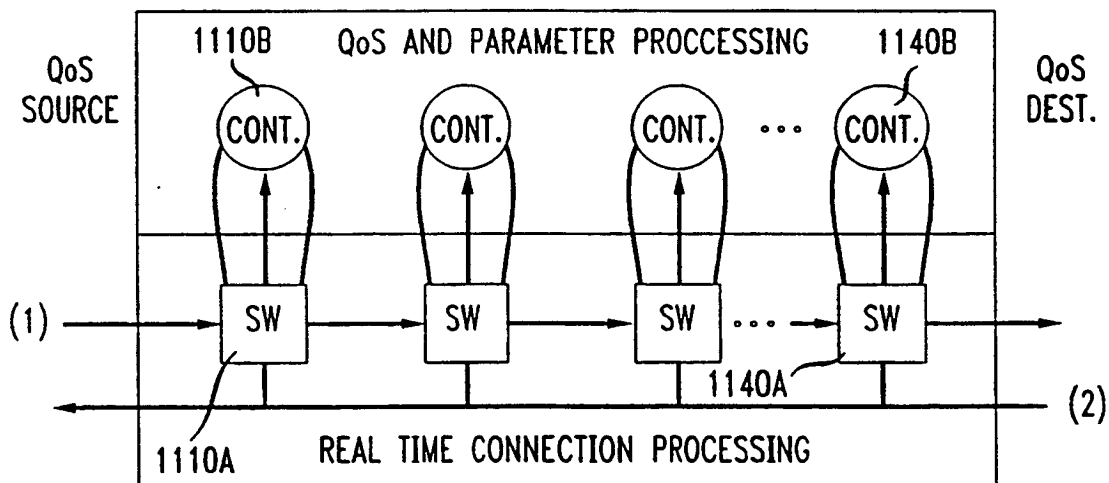 1110B
QoS AND PARAMETER PROCCESSING
1140B
QoS
SOURCE
QoS
DEST.
CONT.
CONT.
CONT.
...
CONT.
(1)
SW
SW
SW
...
SW
1140A
(2)
1110A
REAL TIME CONNECTION PROCESSING